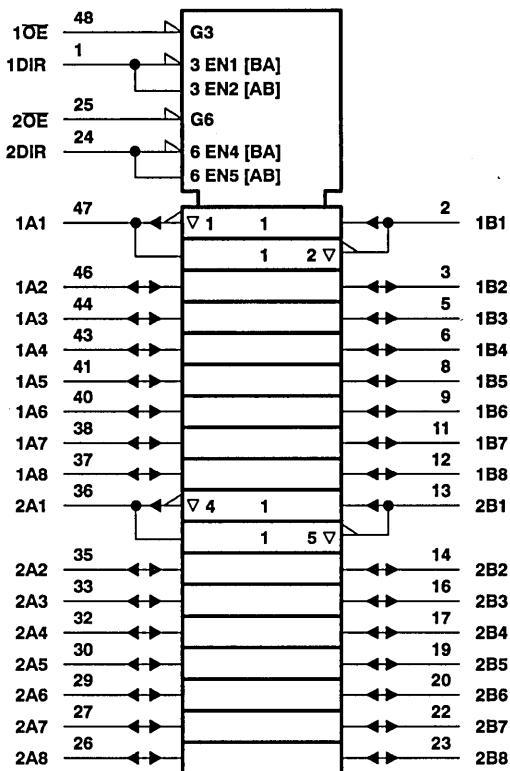 48
1O̅E̅ G3
1
1DIR 3 EN1 [BA]
3 EN2 [AB]
25
2O̅E̅ G6
24
2DIR 6 EN4 [BA]
6 EN5 [AB]
47 2
1A1 ▽ 1 1 1B1
1 2 ▽
46 3
1A2 1B2
44 5
1A3 1B3
43 6
1A4 1B4
41 8
1A5 1B5
40 9
1A6 1B6
38 11
1A7 1B7
37 12
1A8 1B8
36 13
2A1 ▽ 4 1 2B1
1 5 ▽
35 14
2A2 2B2
33 16
2A3 2B3
32 17
2A4 2B4
30 19
2A5 2B5
29 20
2A6 2B6
27 22
2A7 2B7
26 23
2A8 2B8